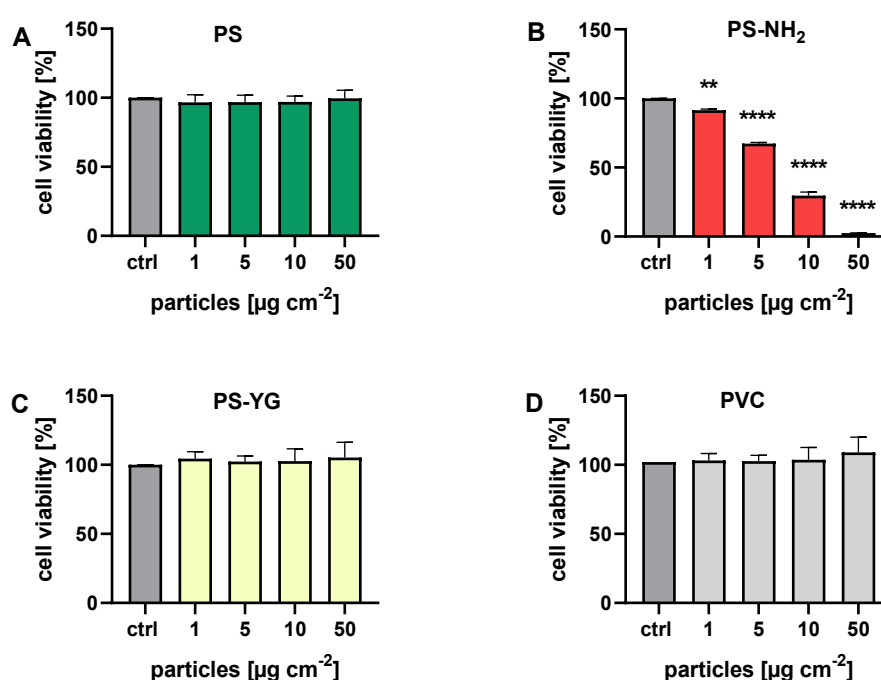 A
PS
cell viability [%]
150
100
50
0
ctrl 1 5 10 50
particles [µg cm⁻²]
B
PS-NH₂
cell viability [%]
150
100
50
0
**
****
****
****
ctrl 1 5 10 50
particles [µg cm⁻²]
C
PS-YG
cell viability [%]
150
100
50
0
ctrl 1 5 10 50
particles [µg cm⁻²]
D
PVC
cell viability [%]
150
100
50
0
ctrl 1 5 10 50
particles [µg cm⁻²]